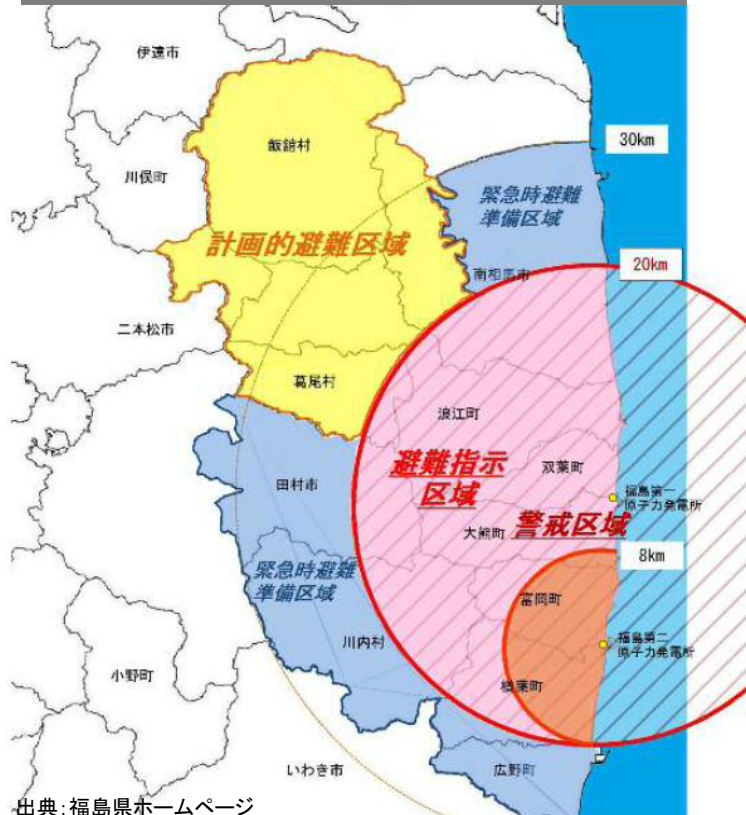 伊達市
飯舘村
川俣町
30km
緊急時避難
準備区域
計画的避難区域
20km
南相馬市
二本松市
葛尾村
浪江町
避難指示
区域
双葉町
田村市
福島第一
原子力発電所
警戒区域
大熊町
8km
緊急時避難
準備区域
富岡町
川内村
福島第二
原子力発電所
小野町
楢葉町
いわき市
広野町
出典：福島県ホームページ